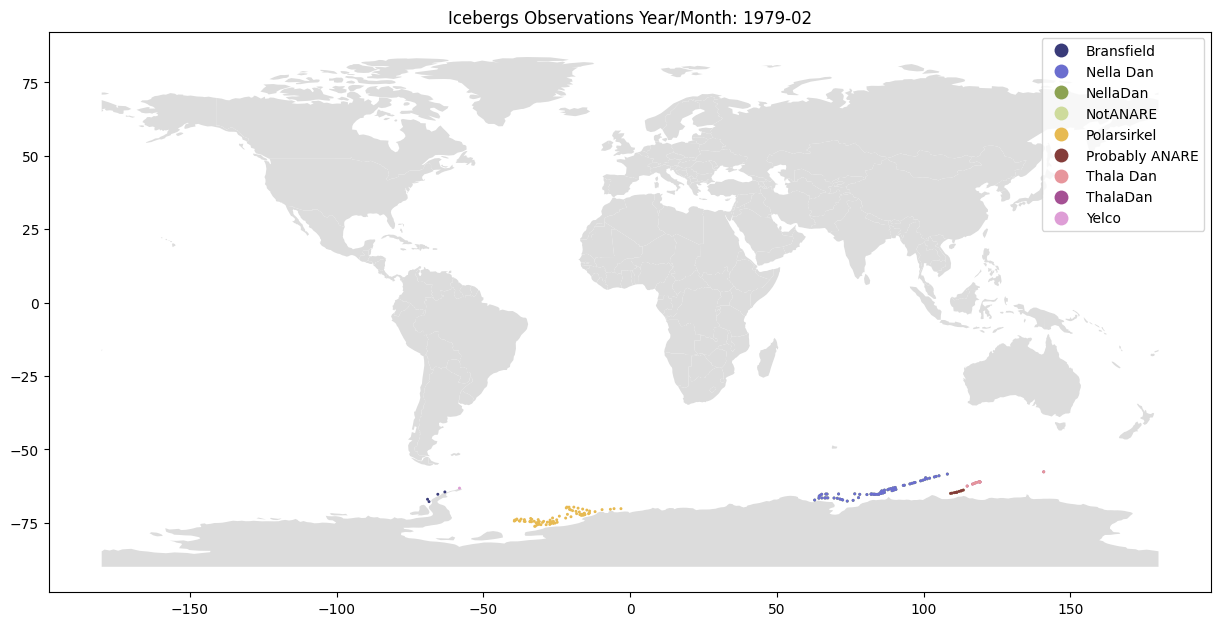 Icebergs Observations Year/Month: 1979-02
Bransfield
Nella Dan
NellaDan
NotANARE
Polarsirkel
Probably ANARE
Thala Dan
ThalaDan
Yelco
75
50
25
0
−25
−50
−75
−150
−100
−50
0
50
100
150